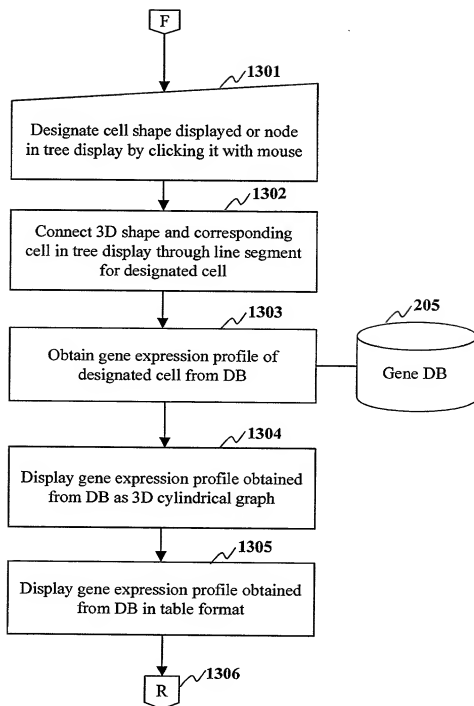 F
1301
Designate cell shape displayed or node
in tree display by clicking it with mouse
1302
Connect 3D shape and corresponding
cell in tree display through line segment
for designated cell
1303
205
Obtain gene expression profile of
designated cell from DB
Gene DB
1304
Display gene expression profile obtained
from DB as 3D cylindrical graph
1305
Display gene expression profile obtained
from DB in table format
1306
R